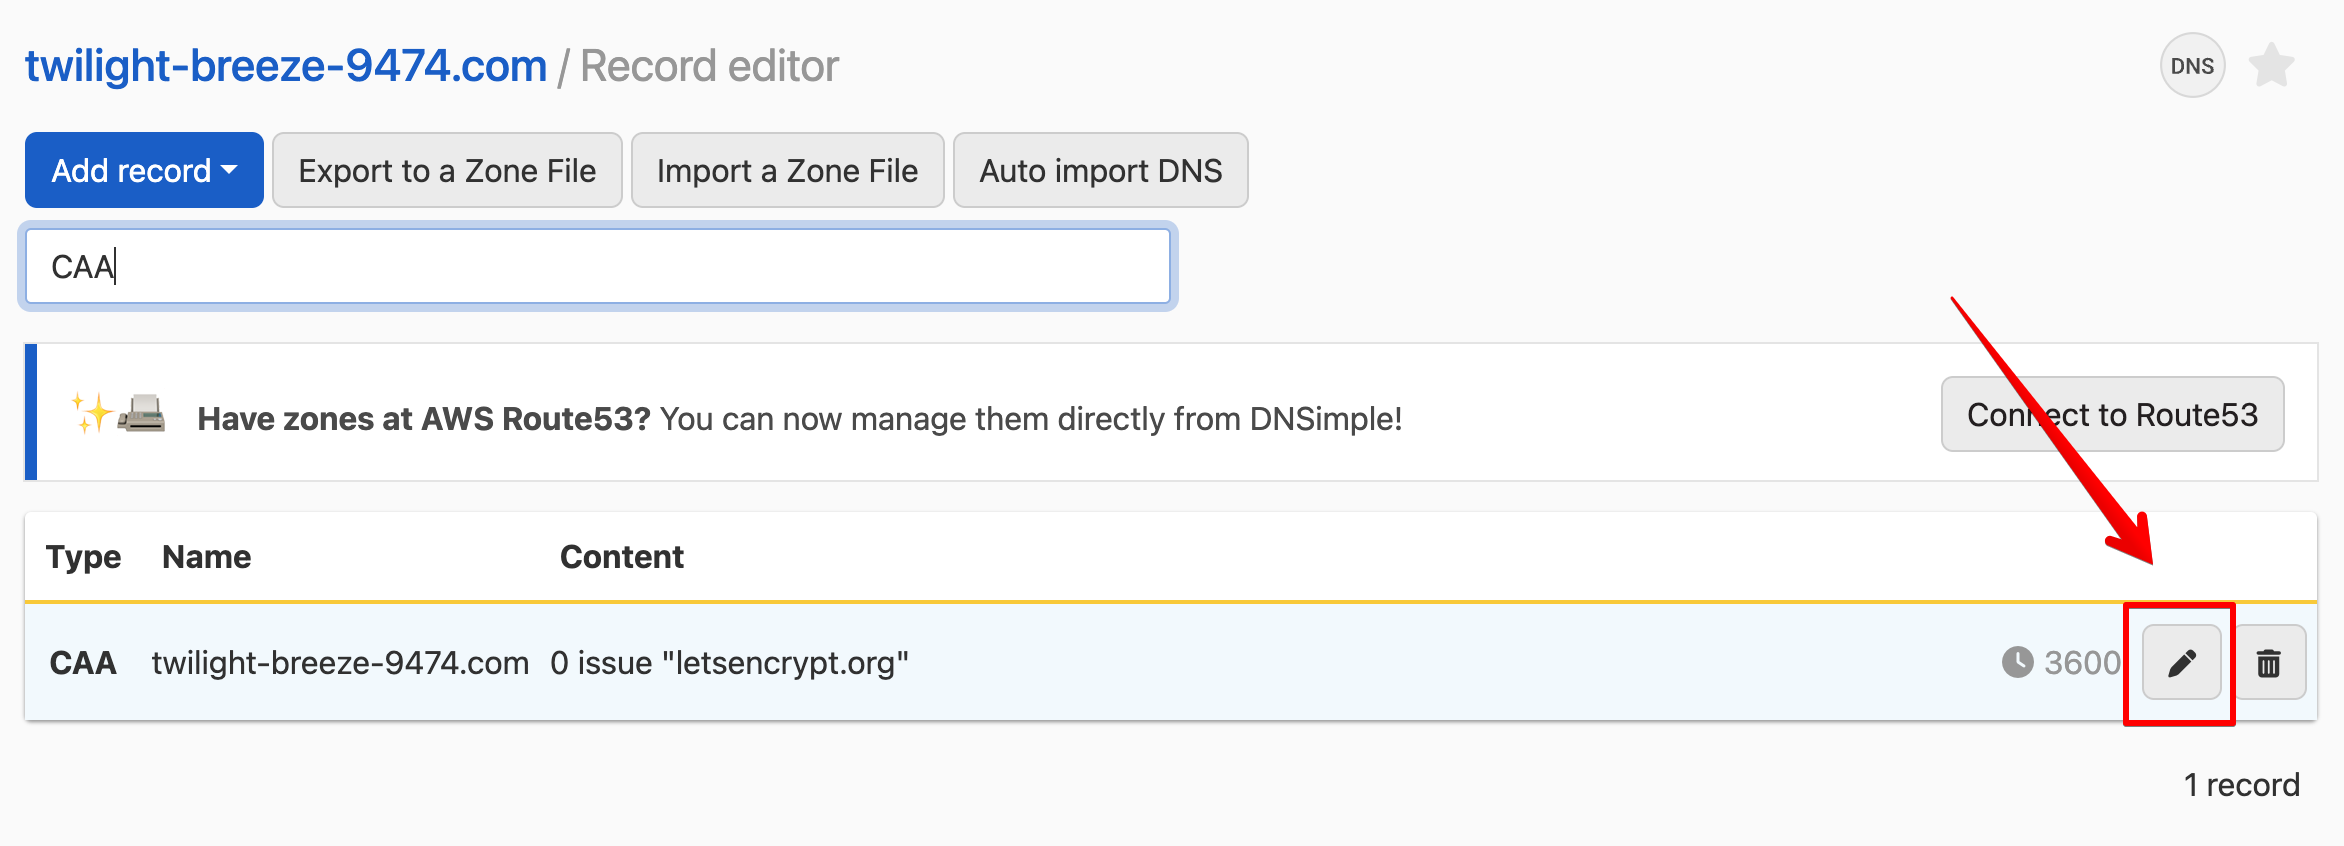 twilight-breeze-9474.com / Record editor
DNS
Add record
Export to a Zone File
Import a Zone File
Auto import DNS
CAA
Have zones at AWS Route53? You can now manage them directly from DNSimple!
Connect to Route53
Type Name Content
CAA twilight-breeze-9474.com 0 issue "letsencrypt.org" 3600
1 record